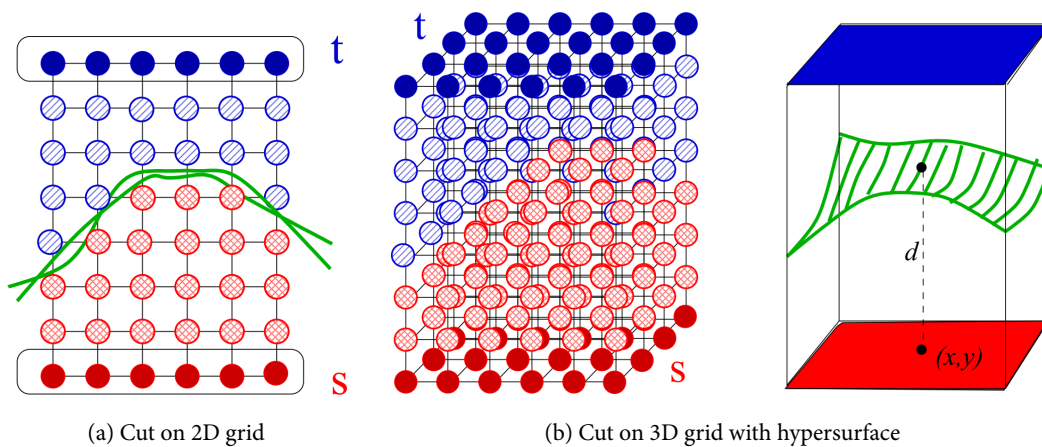 t
s
(a) Cut on 2D grid
t
s
d
(x,y)
(b) Cut on 3D grid with hypersurface